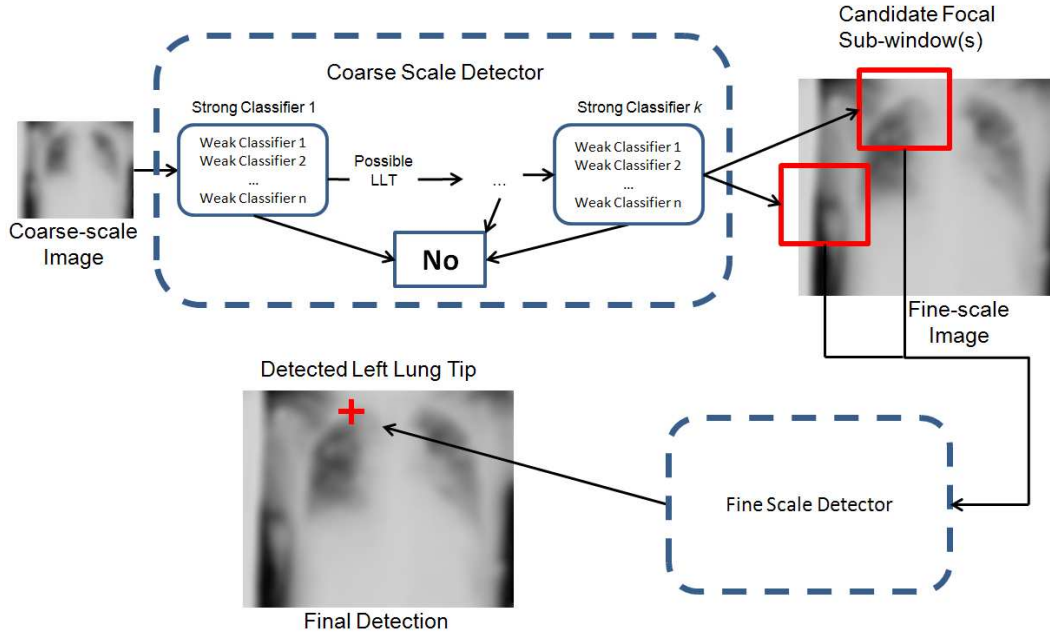 Candidate Focal
Sub-window(s)
Coarse Scale Detector
Strong Classifier 1
Weak Classifier 1
Weak Classifier 2
...
Weak Classifier n
Possible
LLT
...
Strong Classifier k
Weak Classifier 1
Weak Classifier 2
...
Weak Classifier n
No
Coarse-scale
Image
Fine-scale
Image
Detected Left Lung Tip
Fine Scale Detector
Final Detection